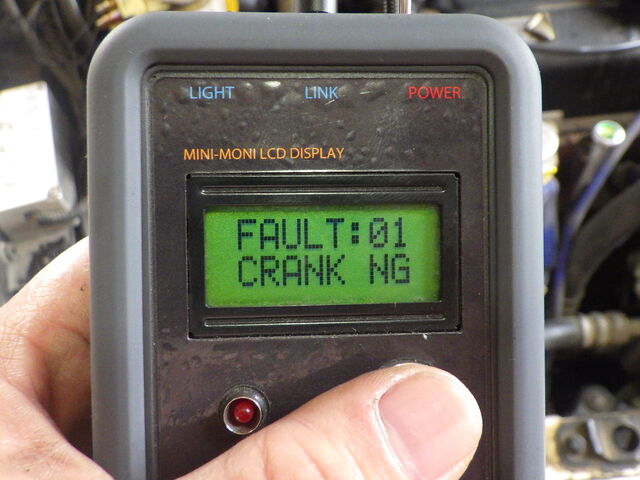 LIGHT LINK POWER
MINI-MONI LCD DISPLAY
FAULT:01
CRANK NG